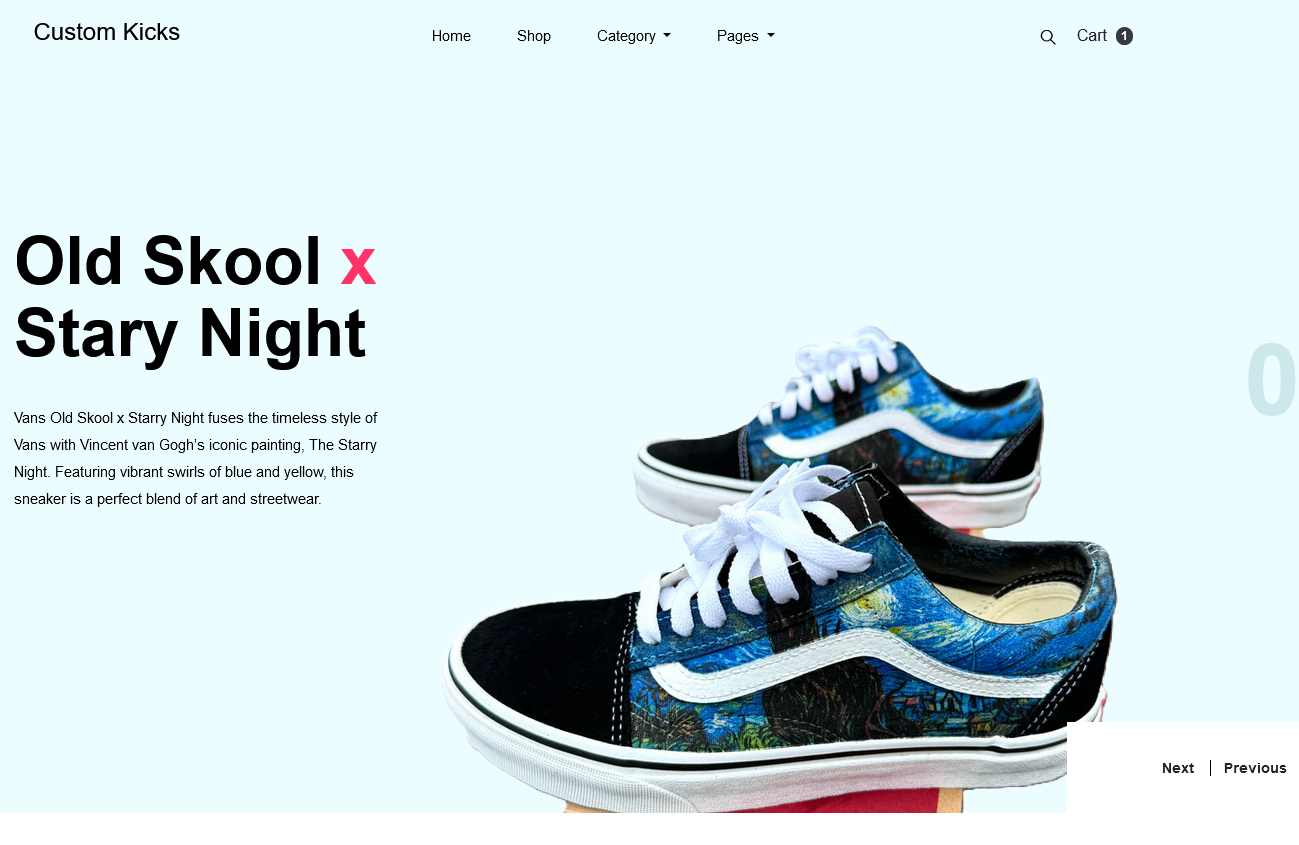 Custom Kicks
Home
Shop
Category
Pages
Cart 1
Old Skool x
Stary Night
Vans Old Skool x Starry Night fuses the timeless style of
Vans with Vincent van Gogh’s iconic painting, The Starry
Night. Featuring vibrant swirls of blue and yellow, this
sneaker is a perfect blend of art and streetwear.
0
Next
Previous